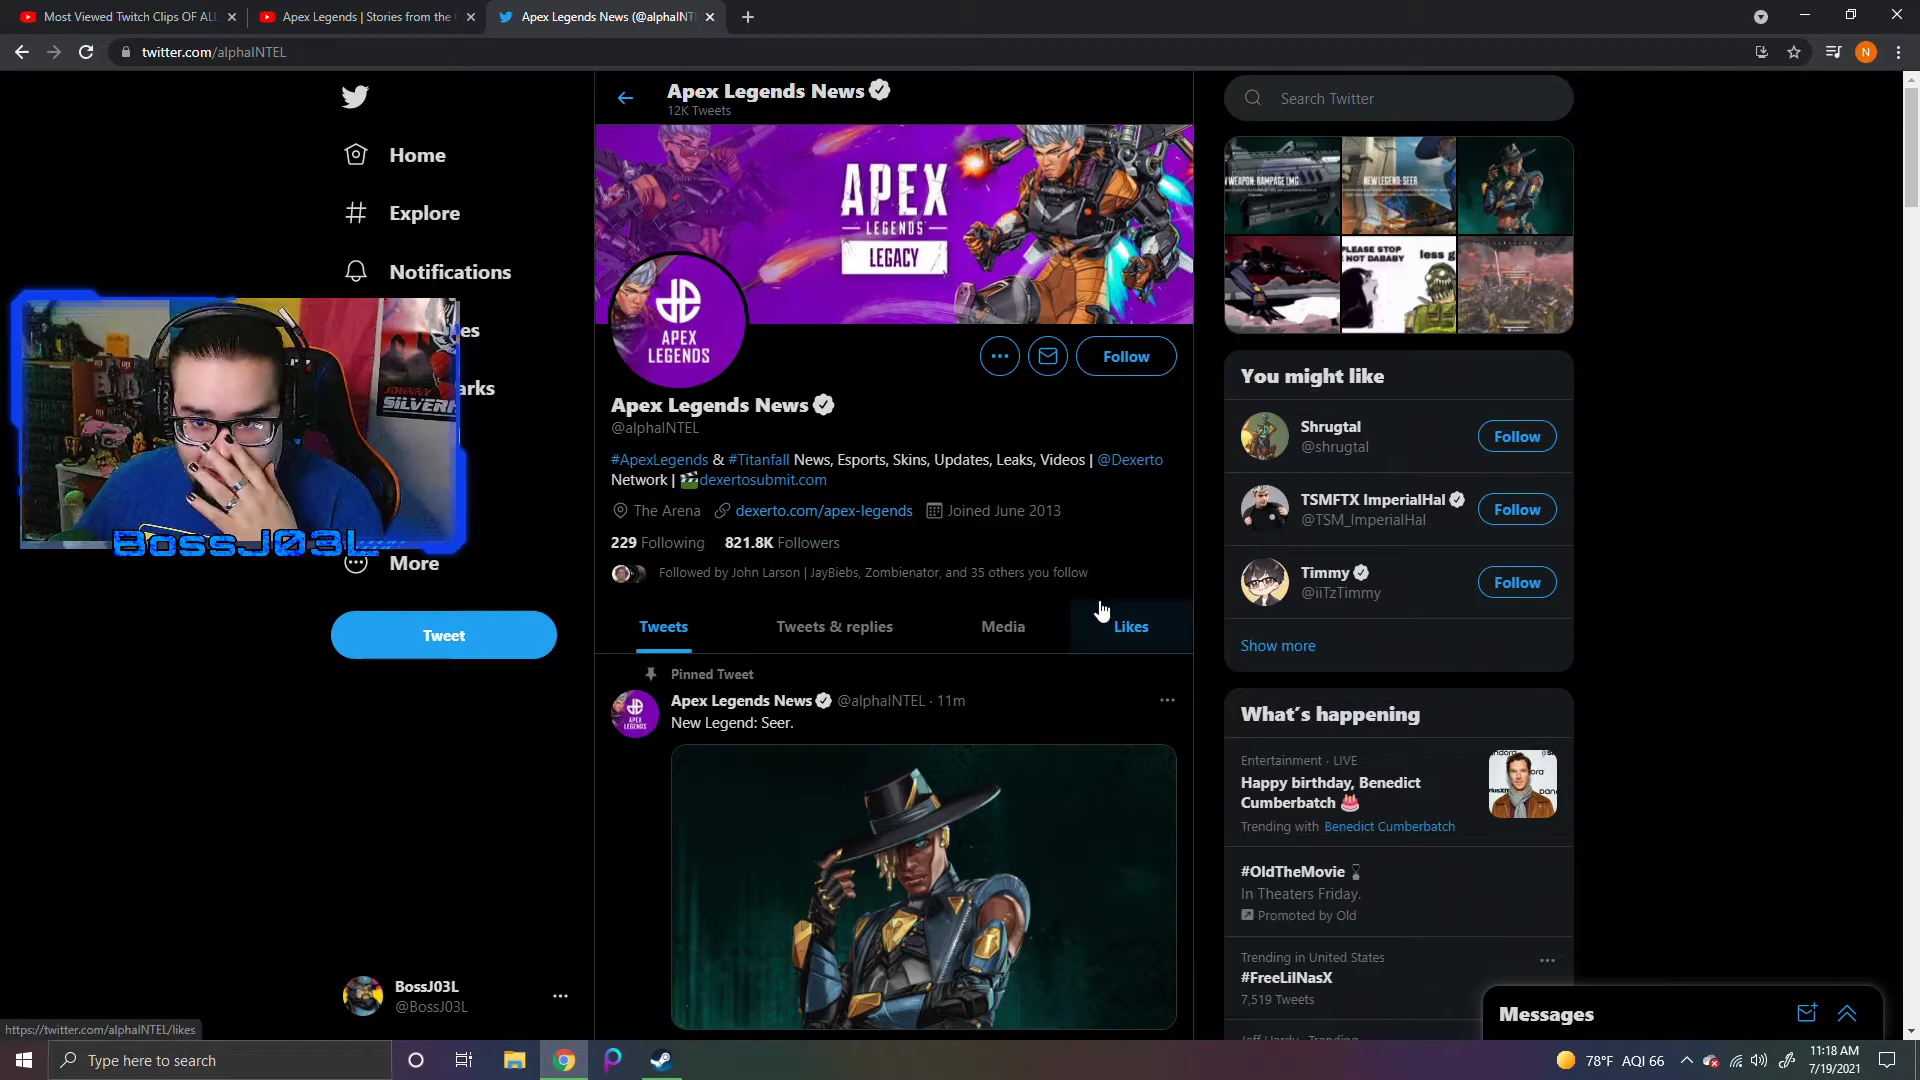 Most Viewed Twitch Clips OF ALL
Apex Legends | Stories from the
Apex Legends News (@alphaINT
twitter.com/alphaINTEL
N
Apex Legends News
12K Tweets
Search Twitter
Home
Explore
Notifications
APEX
LEGENDS
LEGACY
APEX
LEGENDS
WEAPON: RAMPAGE LMG
NEW LEGEND: SEER
PLEASE STOP
NOT DABABY
less g
JOHNNY
SILVERH
es
arks
BossJ03L
More
Tweet
Follow
Apex Legends News
@alphaINTEL
#ApexLegends & #Titanfall News, Esports, Skins, Updates, Leaks, Videos | @Dexerto
Network | 🎬dexertosubmit.com
The Arena dexerto.com/apex-legends Joined June 2013
229 Following 821.8K Followers
Followed by John Larson | JayBiebs, Zombienator, and 35 others you follow
Tweets Tweets & replies Media Likes
Pinned Tweet
Apex Legends News @alphaINTEL · 11m
New Legend: Seer.
You might like
Shrugtal
@shrugtal
Follow
TSMFTX ImperialHal
@TSM_ImperialHal
Follow
Timmy
@iiTzTimmy
Follow
Show more
What's happening
Entertainment · LIVE
Happy birthday, Benedict
Cumberbatch 🎂
Trending with Benedict Cumberbatch
#OldTheMovie
In Theaters Friday.
Promoted by Old
Trending in United States
#FreeLilNasX
7,519 Tweets
Jeff Hardy · Trending
Messages
BossJ03L
@BossJ03L
https://twitter.com/alphaINTEL/likes
Type here to search
78°F AQI 66
11:18 AM
7/19/2021